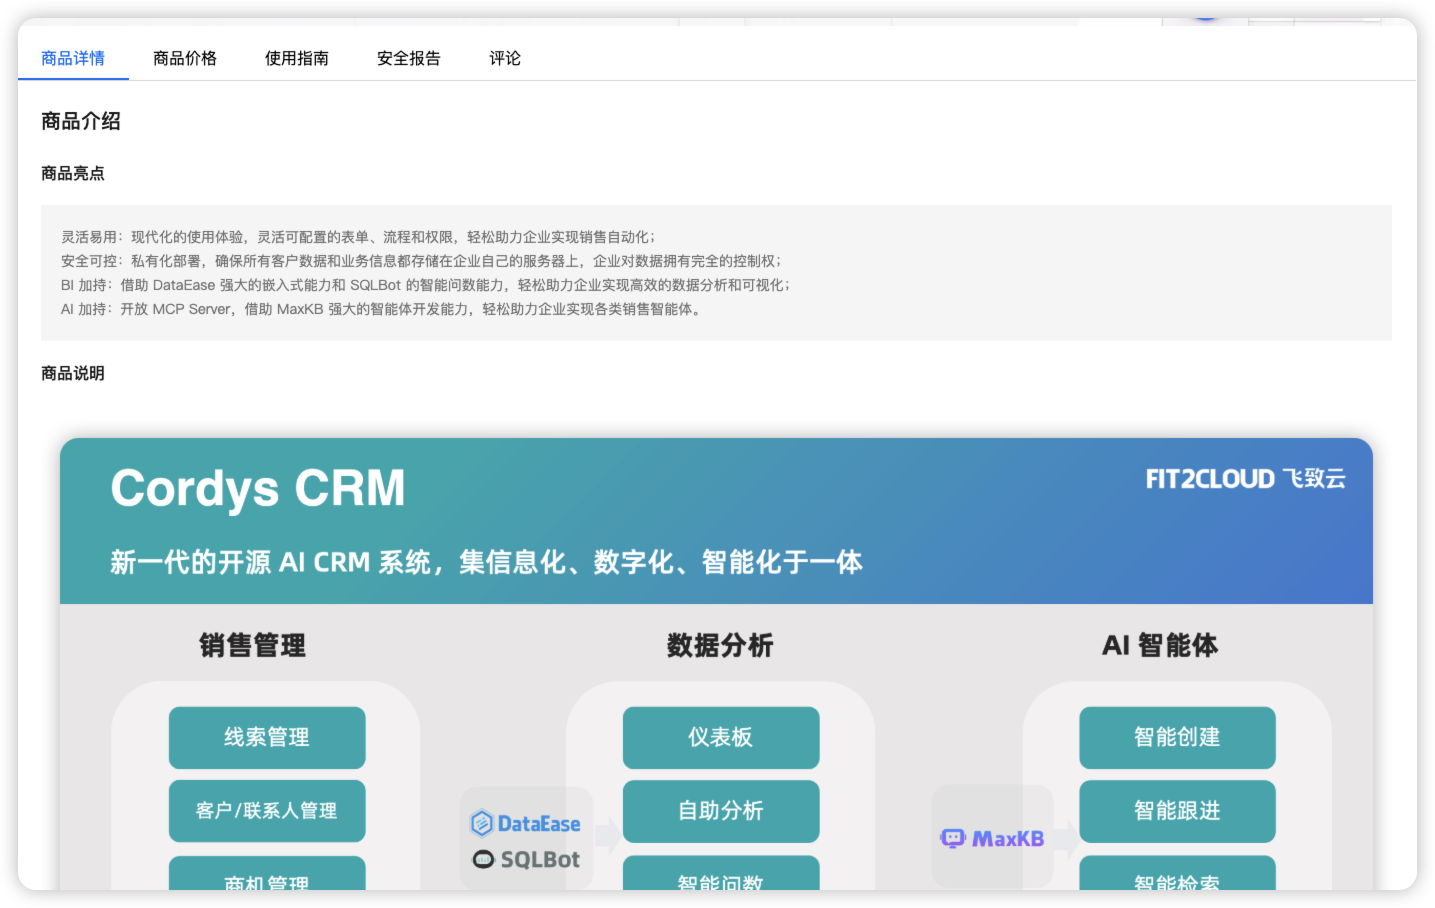 商品详情
商品价格
使用指南
安全报告
评论
商品介绍
商品亮点
灵活易用：现代化的使用体验，灵活可配置的表单、流程和权限，轻松助力企业实现销售自动化；
安全可控：私有化部署，确保所有客户数据和业务信息都存储在企业自己的服务器上，企业对数据拥有完全的控制权；
BI 加持：借助 DataEase 强大的嵌入式能力和 SQLBot 的智能问数能力，轻松助力企业实现高效的数据分析和可视化；
AI 加持：开放 MCP Server，借助 MaxKB 强大的智能体开发能力，轻松助力企业实现各类销售智能体。
商品说明
Cordys CRM
FIT2CLOUD 飞致云
新一代的开源 AI CRM 系统，集信息化、数字化、智能化于一体
销售管理
数据分析
AI 智能体
线索管理
仪表板
智能创建
客户/联系人管理
DataEase
自助分析
MaxKB
智能跟进
SQLBot
商机管理
智能问数
智能检索